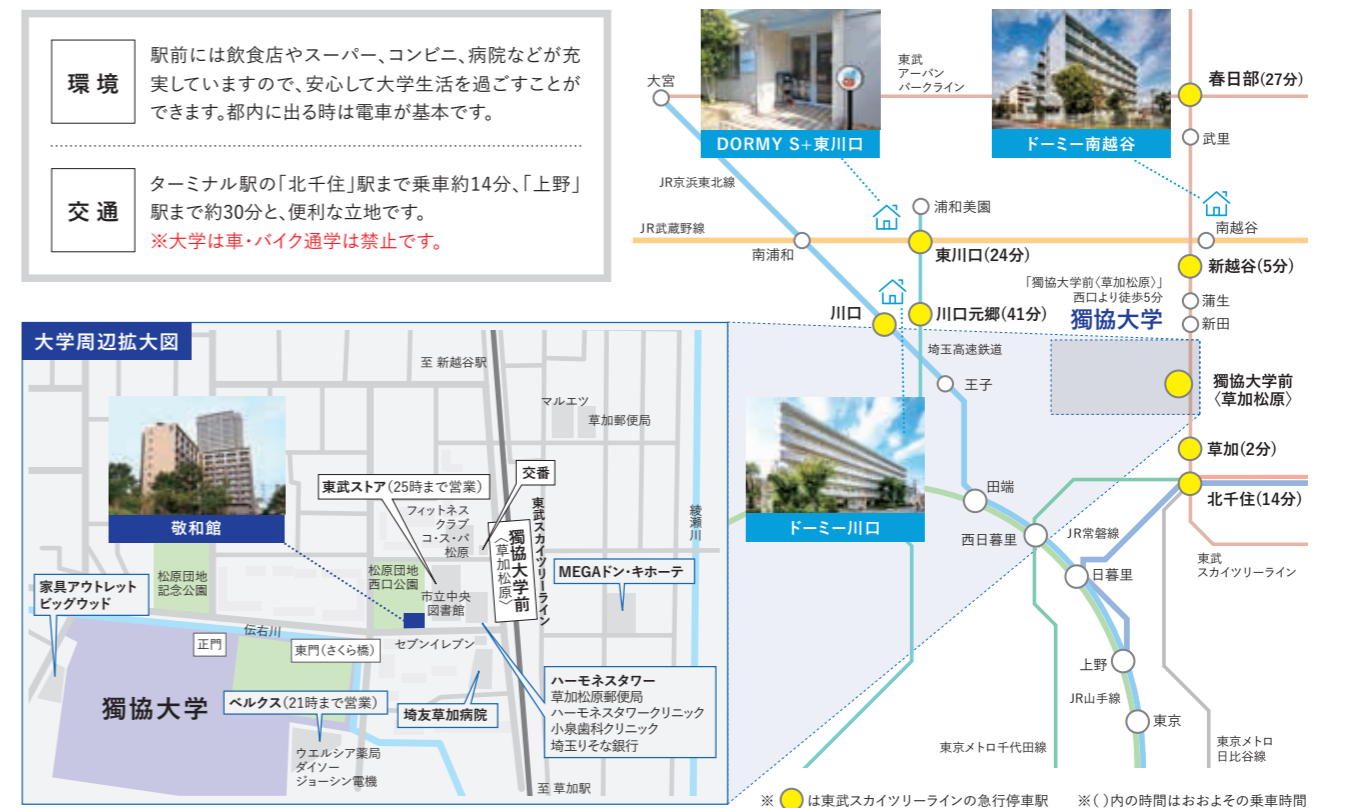 環境
駅前には飲食店やスーパー、コンビニ、病院などが充
実していますので、安心して大学生活を過ごすことが
できます。都内に出る時は電車が基本です。
交通
ターミナル駅の「北千住」駅まで乗車約14分、「上野」
駅まで約30分と、便利な立地です。
※大学は車・バイク通学は禁止です。
大宮
DORMY S+東川口
東武
アーバン
パークライン
ドーミー南越谷
春日部(27分)
武里
JR京浜東北線
浦和美園
JR武蔵野線
南越谷
南浦和
東川口(24分)
新越谷(5分)
「獨協大学前〈草加松原〉」
西口より徒歩5分
獨協大学
蒲生
新田
川口
川口元郷(41分)
埼玉高速鉄道
王子
獨協大学前
〈草加松原〉
草加(2分)
北千住(14分)
ドーミー川口
田端
西日暮里
JR常磐線
日暮里
東武
スカイツリーライン
上野
JR山手線
東京
東京メトロ千代田線
東京メトロ
日比谷線
※ は東武スカイツリーラインの急行停車駅
※( )内の時間はおおよその乗車時間
大学周辺拡大図
至 新越谷駅
マルエツ
草加郵便局
敬和館
東武ストア(25時まで営業)
交番
フィットネス
クラブ
コ・ス・パ
松原
東武スカイツリーライン
獨協大学前
〈草加松原〉
綾瀬川
家具アウトレット
ビッグウッド
松原団地
記念公園
松原団地
西口公園
市立中央
図書館
MEGAドン・キホーテ
伝右川
正門
東門(さくら橋)
セブンイレブン
獨協大学
ベルクス(21時まで営業)
埼友草加病院
ハーモネスタワー
草加松原郵便局
ハーモネスタワークリニック
小泉歯科クリニック
埼玉りそな銀行
ウエルシア薬局
ダイソー
ジョーシン電機
至 草加駅